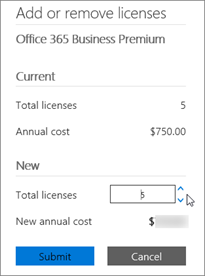 Add or remove licenses
Office 365 Business Premium
Current
Total licenses 5
Annual cost $750.00
New
Total licenses 5
New annual cost $
Submit Cancel